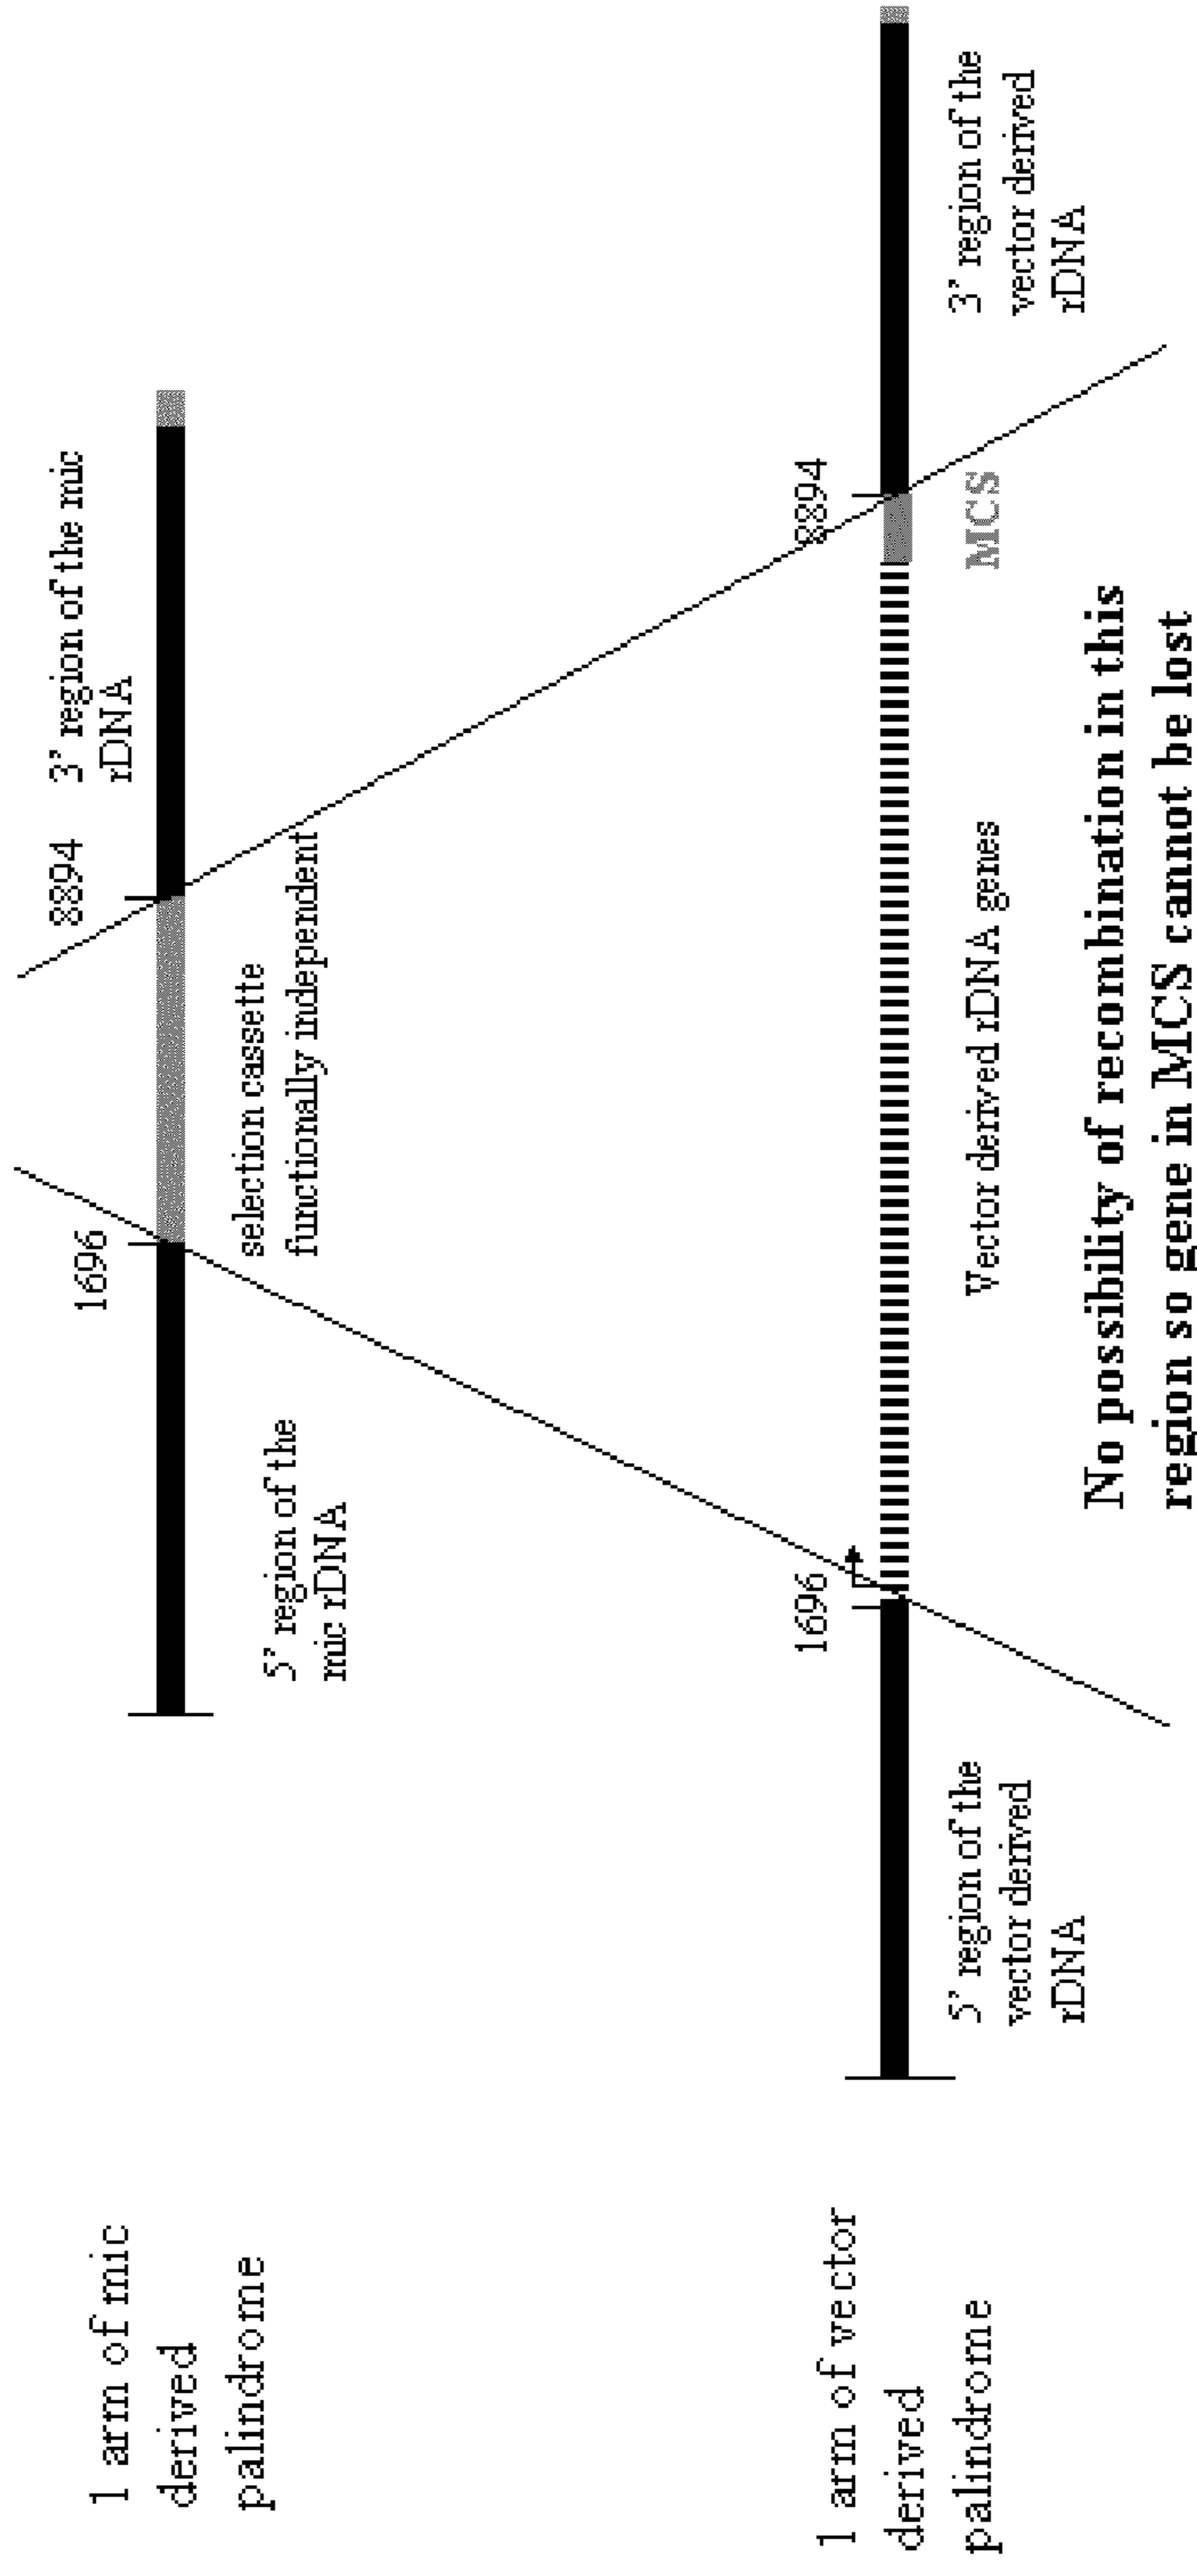 1 arm of mic
derived
palindrome
1696
8894
3' region of the mic
rDNA
5' region of the
mic rDNA
selection cassette
functionally independent
1 arm of vector
derived
palindrome
1696
8894
5' region of the
vector derived
rDNA
Vector derived rDNA genes
MCS
3' region of the
vector derived
rDNA
No possibility of recombination in this
region so gene in MCS cannot be lost